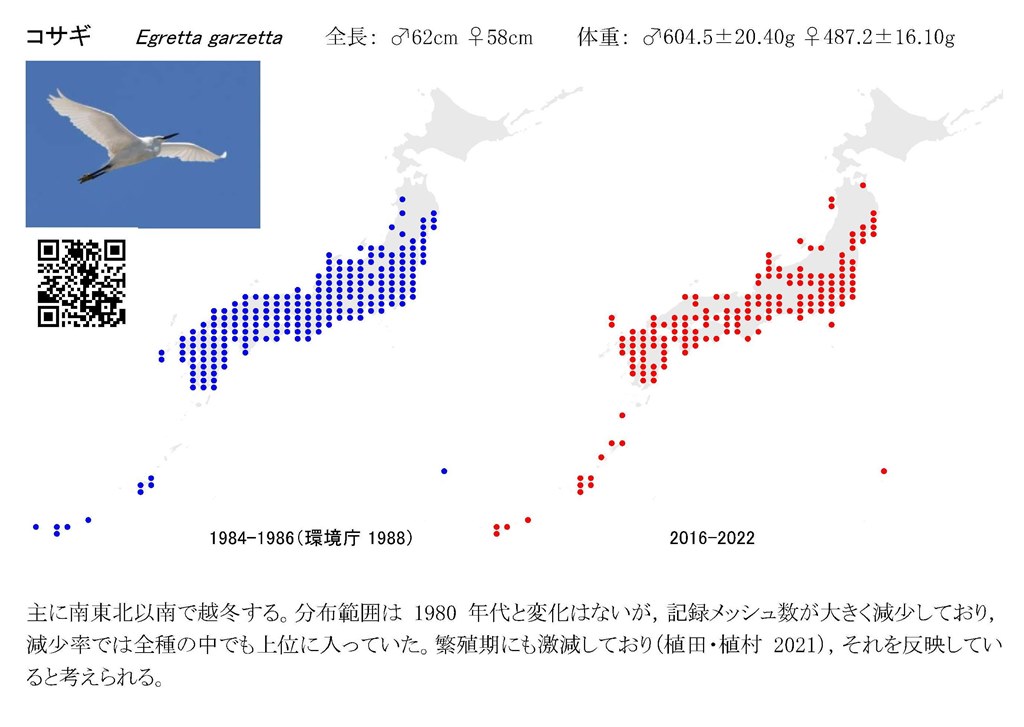 コサギ Egretta garzetta 全長： ♂62cm ♀58cm 体重： ♂604.5±20.40g ♀487.2±16.10g
1984-1986（環境庁 1988） 2016-2022
主に南東北以南で越冬する。分布範囲は 1980 年代と変化はないが，記録メッシュ数が大きく減少しており，
減少率では全種の中でも上位に入っていた。繁殖期にも激減しており（植田・植村 2021），それを反映してい
ると考えられる。